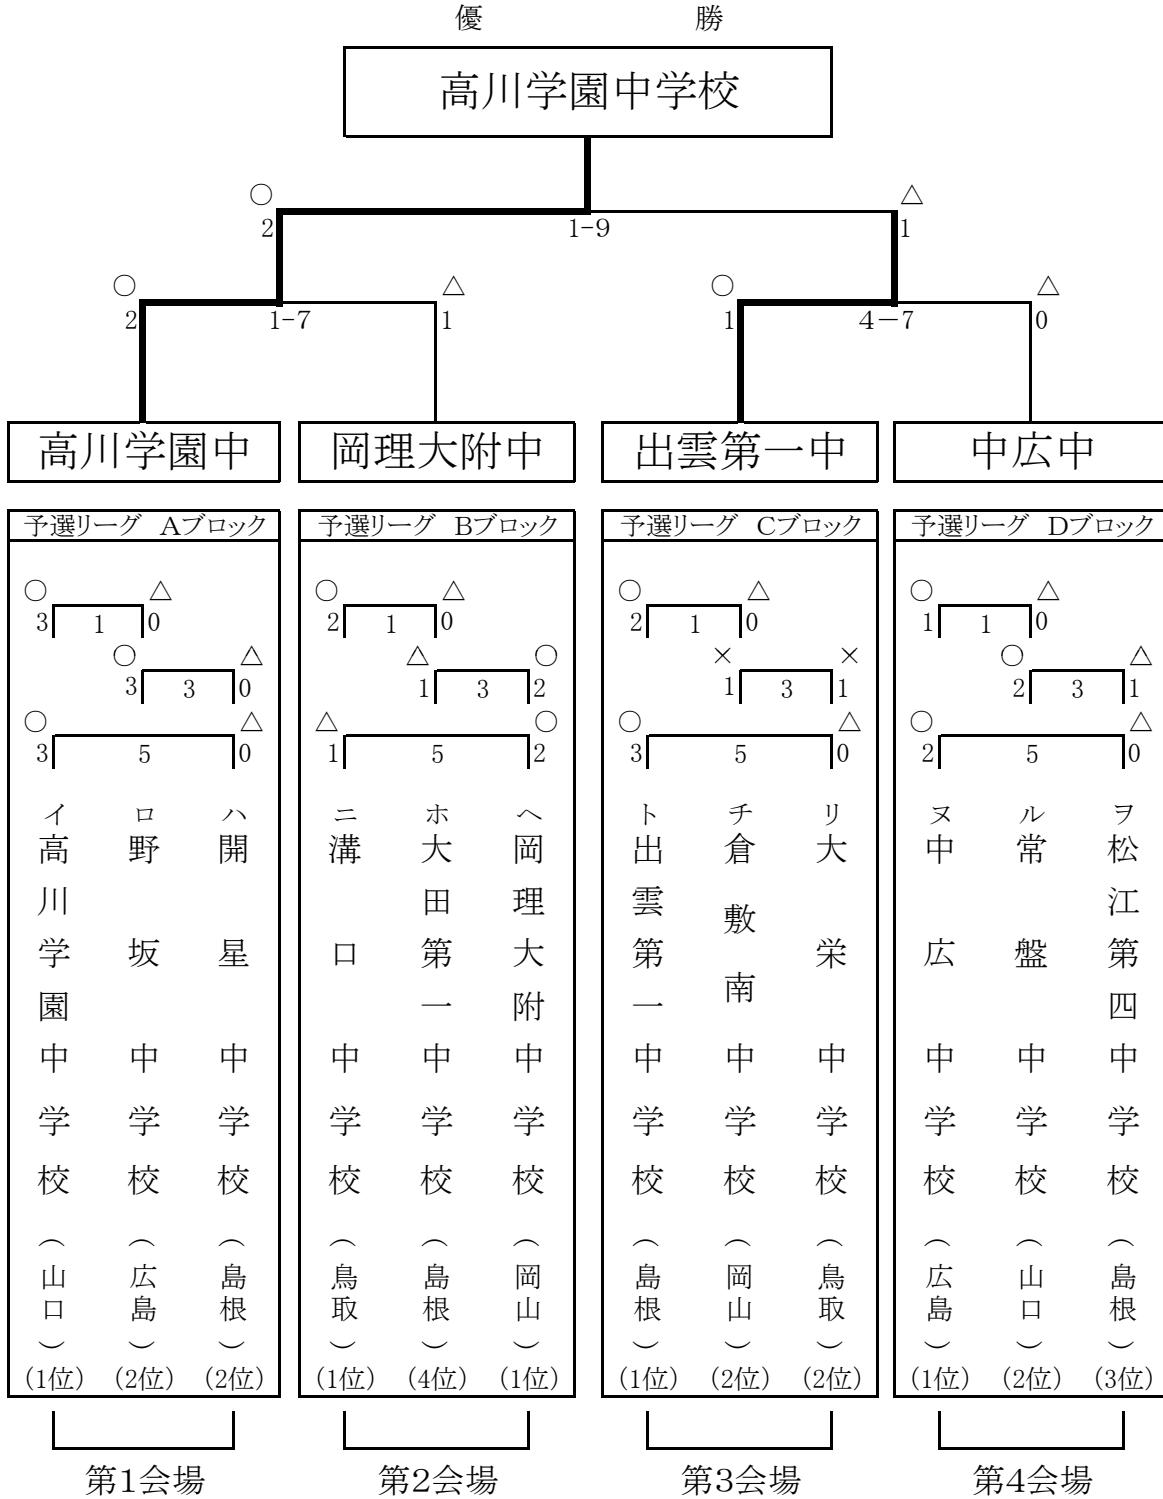 優 勝
高川学園中学校
○ △
2 1-9 1
○ △ ○ △
2 1-7 1 1 4－7 0
高川学園中 岡理大附中 出雲第一中 中広中
予選リーグ Aブロック 予選リーグ Bブロック 予選リーグ Cブロック 予選リーグ Dブロック
○ △ ○ △ ○ △ ○ △
3 1 0 2 1 0 2 1 0 1 1 0
○ △ △ ○ × × ○ △
3 3 0 1 3 2 1 3 1 2 3 1
○ △ △ ○ ○ △ ○ △
3 5 0 1 5 2 3 5 0 2 5 0
イ 高川学園中学校 (山口) (1位)
ロ 野坂中学校 (広島) (2位)
ハ 開星中学校 (島根) (2位)
ニ 溝口中学校 (鳥取) (1位)
ホ 大田第一中学校 (島根) (4位)
ヘ 岡理大附中学校 (岡山) (1位)
ト 出雲第一中学校 (島根) (1位)
チ 倉敷南中学校 (岡山) (2位)
リ 大栄中学校 (鳥取) (2位)
ヌ 中広中学校 (広島) (1位)
ル 常盤中学校 (山口) (2位)
ヲ 松江第四中学校 (島根) (3位)
第1会場 第2会場 第3会場 第4会場